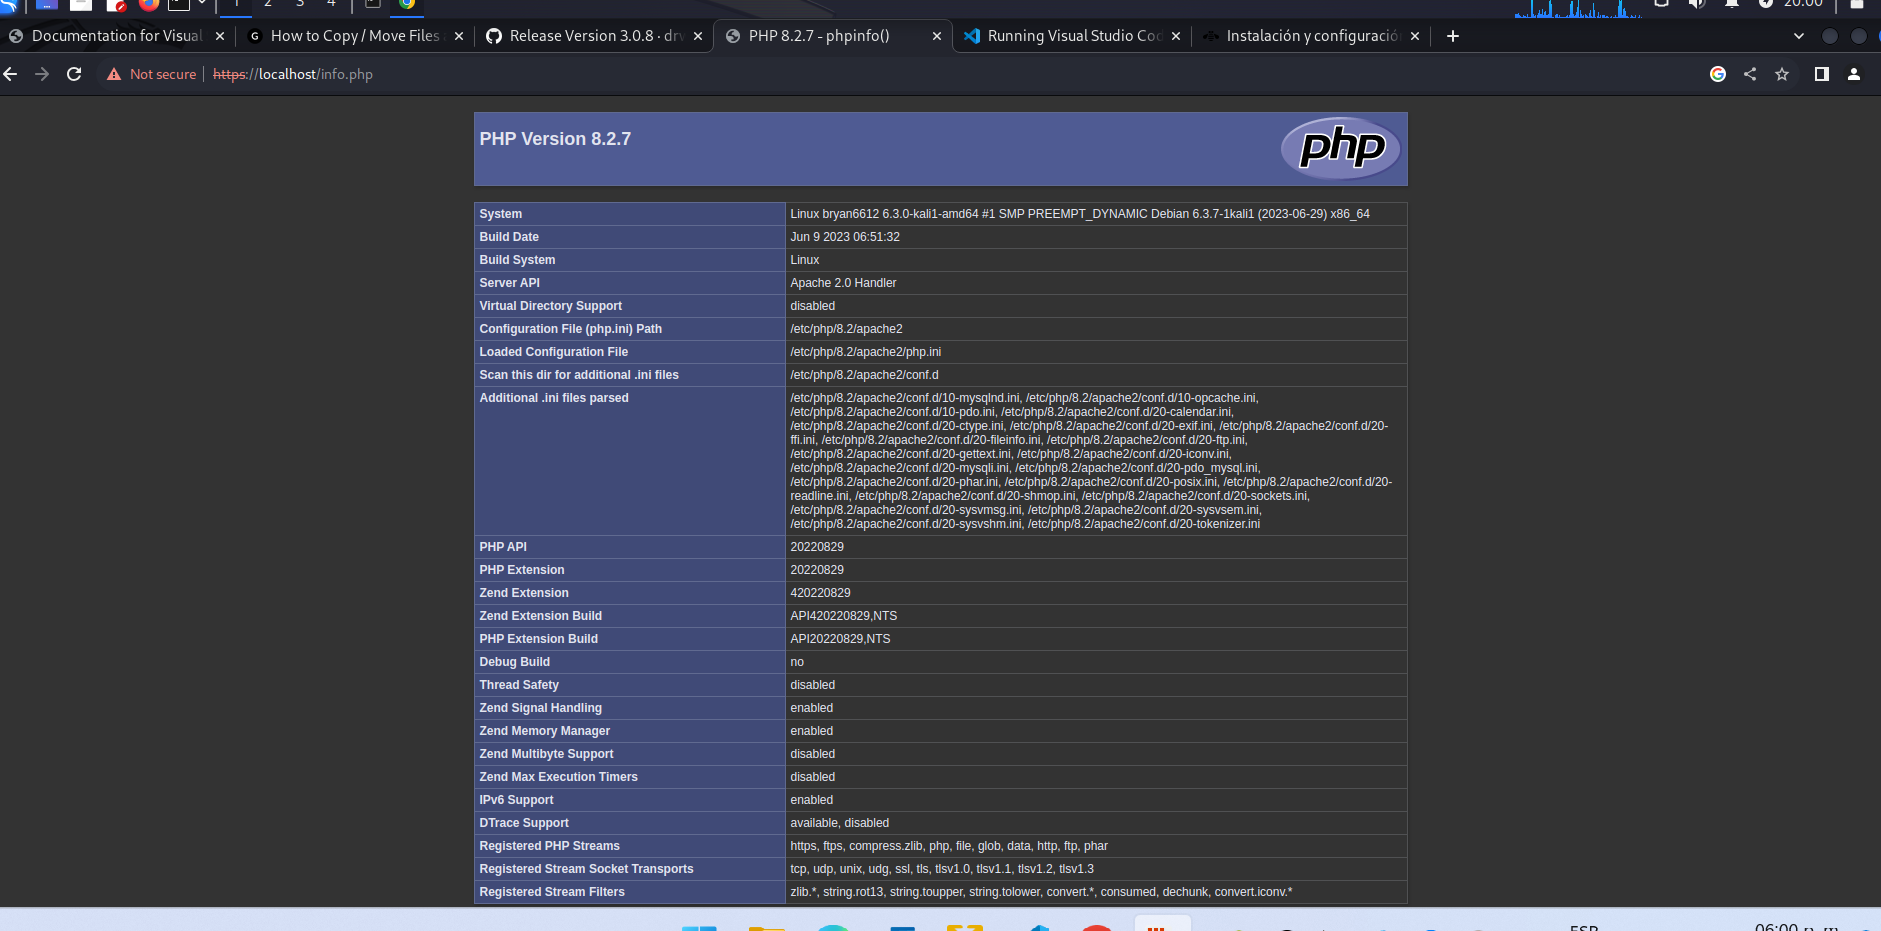 1 2 3 4 20:00
Documentation for Visual
How to Copy / Move Files
Release Version 3.0.8 · drw
PHP 8.2.7 - phpinfo()
Running Visual Studio Cod
Instalación y configuració
Not secure https://localhost/info.php
PHP Version 8.2.7
php
System Linux bryan6612 6.3.0-kali1-amd64 #1 SMP PREEMPT_DYNAMIC Debian 6.3.7-1kali1 (2023-06-29) x86_64
Build Date Jun 9 2023 06:51:32
Build System Linux
Server API Apache 2.0 Handler
Virtual Directory Support disabled
Configuration File (php.ini) Path /etc/php/8.2/apache2
Loaded Configuration File /etc/php/8.2/apache2/php.ini
Scan this dir for additional .ini files /etc/php/8.2/apache2/conf.d
Additional .ini files parsed /etc/php/8.2/apache2/conf.d/10-mysqlnd.ini, /etc/php/8.2/apache2/conf.d/10-opcache.ini,
/etc/php/8.2/apache2/conf.d/10-pdo.ini, /etc/php/8.2/apache2/conf.d/20-calendar.ini,
/etc/php/8.2/apache2/conf.d/20-ctype.ini, /etc/php/8.2/apache2/conf.d/20-exif.ini, /etc/php/8.2/apache2/conf.d/20-
ffi.ini, /etc/php/8.2/apache2/conf.d/20-fileinfo.ini, /etc/php/8.2/apache2/conf.d/20-ftp.ini,
/etc/php/8.2/apache2/conf.d/20-gettext.ini, /etc/php/8.2/apache2/conf.d/20-iconv.ini,
/etc/php/8.2/apache2/conf.d/20-mysqli.ini, /etc/php/8.2/apache2/conf.d/20-pdo_mysql.ini,
/etc/php/8.2/apache2/conf.d/20-phar.ini, /etc/php/8.2/apache2/conf.d/20-posix.ini, /etc/php/8.2/apache2/conf.d/20-
readline.ini, /etc/php/8.2/apache2/conf.d/20-shmop.ini, /etc/php/8.2/apache2/conf.d/20-sockets.ini,
/etc/php/8.2/apache2/conf.d/20-sysvmsg.ini, /etc/php/8.2/apache2/conf.d/20-sysvsem.ini,
/etc/php/8.2/apache2/conf.d/20-sysvshm.ini, /etc/php/8.2/apache2/conf.d/20-tokenizer.ini
PHP API 20220829
PHP Extension 20220829
Zend Extension 420220829
Zend Extension Build API420220829,NTS
PHP Extension Build API20220829,NTS
Debug Build no
Thread Safety disabled
Zend Signal Handling enabled
Zend Memory Manager enabled
Zend Multibyte Support disabled
Zend Max Execution Timers disabled
IPv6 Support enabled
DTrace Support available, disabled
Registered PHP Streams https, ftps, compress.zlib, php, file, glob, data, http, ftp, phar
Registered Stream Socket Transports tcp, udp, unix, udg, ssl, tls, tlsv1.0, tlsv1.1, tlsv1.2, tlsv1.3
Registered Stream Filters zlib.*, string.rot13, string.toupper, string.tolower, convert.*, consumed, dechunk, convert.iconv.*
ESP 06:00 p. m.